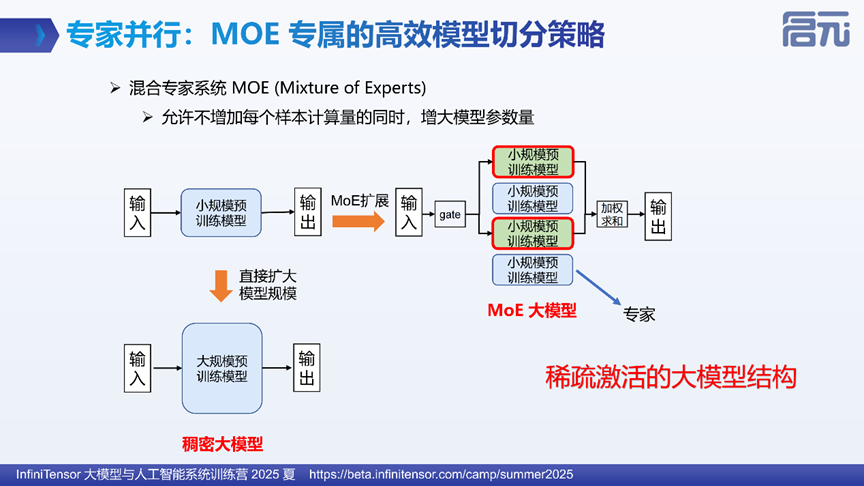 专家并行：MOE 专属的高效模型切分策略
启元
混合专家系统 MOE (Mixture of Experts)
允许不增加每个样本计算量的同时，增大模型参数量
输
入
小规模预
训练模型
输
出
MoE扩展
输
入
gate
小规模预
训练模型
小规模预
训练模型
小规模预
训练模型
小规模预
训练模型
加权
求和
输
出
MoE 大模型
专家
直接扩大
模型规模
输
入
大规模预
训练模型
输
出
稠密大模型
稀疏激活的大模型结构
InfiniTensor 大模型与人工智能系统训练营 2025 夏 https://beta.infinitensor.com/camp/summer2025